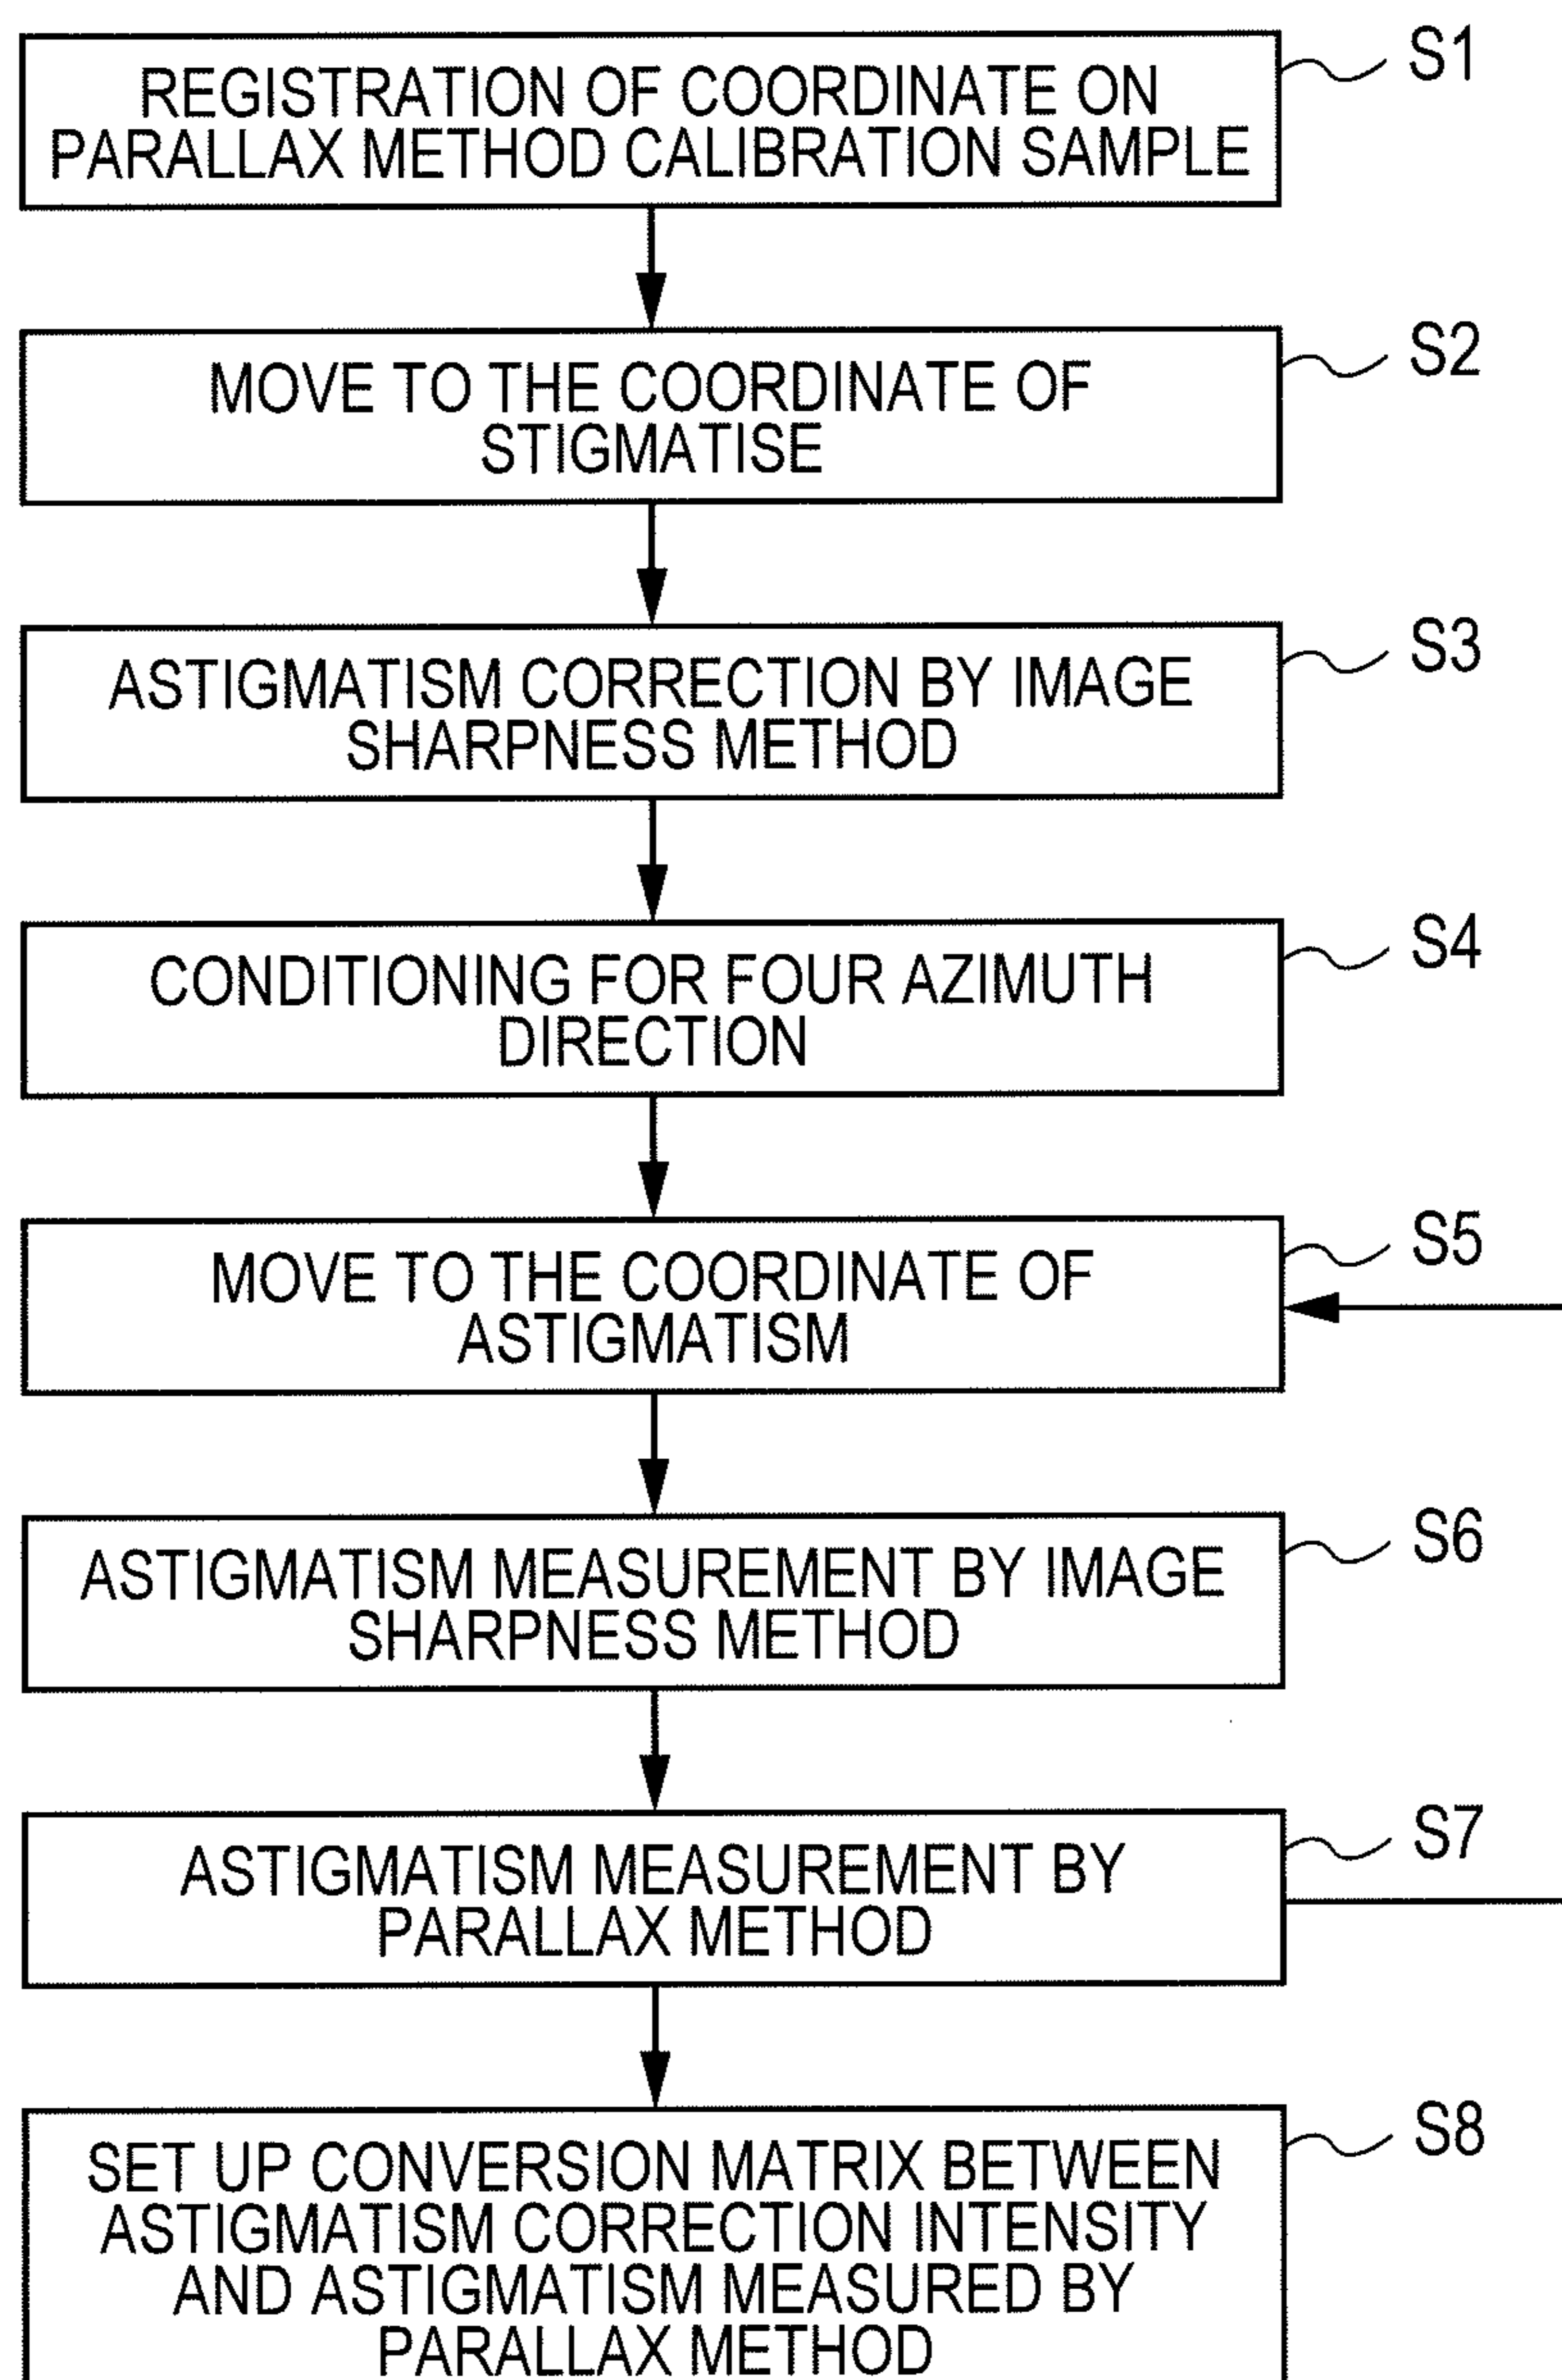 S1
REGISTRATION OF COORDINATE ON
PARALLAX METHOD CALIBRATION SAMPLE
S2
MOVE TO THE COORDINATE OF
STIGMATISE
S3
ASTIGMATISM CORRECTION BY IMAGE
SHARPNESS METHOD
S4
CONDITIONING FOR FOUR AZIMUTH
DIRECTION
S5
MOVE TO THE COORDINATE OF
ASTIGMATISM
S6
ASTIGMATISM MEASUREMENT BY IMAGE
SHARPNESS METHOD
S7
ASTIGMATISM MEASUREMENT BY
PARALLAX METHOD
S8
SET UP CONVERSION MATRIX BETWEEN
ASTIGMATISM CORRECTION INTENSITY
AND ASTIGMATISM MEASURED BY
PARALLAX METHOD